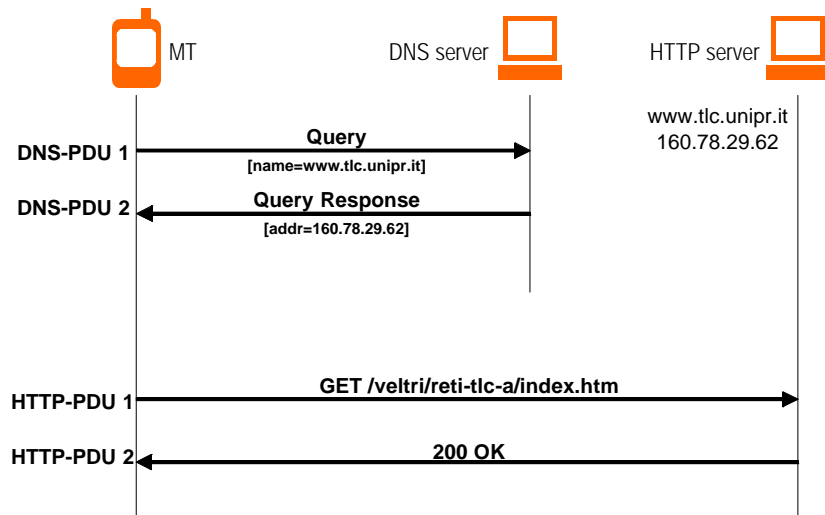 MT
DNS server
HTTP server
www.tlc.unipr.it
160.78.29.62
DNS-PDU 1
Query
[name=www.tlc.unipr.it]
DNS-PDU 2
Query Response
[addr=160.78.29.62]
HTTP-PDU 1
GET /veltri/reti-tlc-a/index.htm
HTTP-PDU 2
200 OK